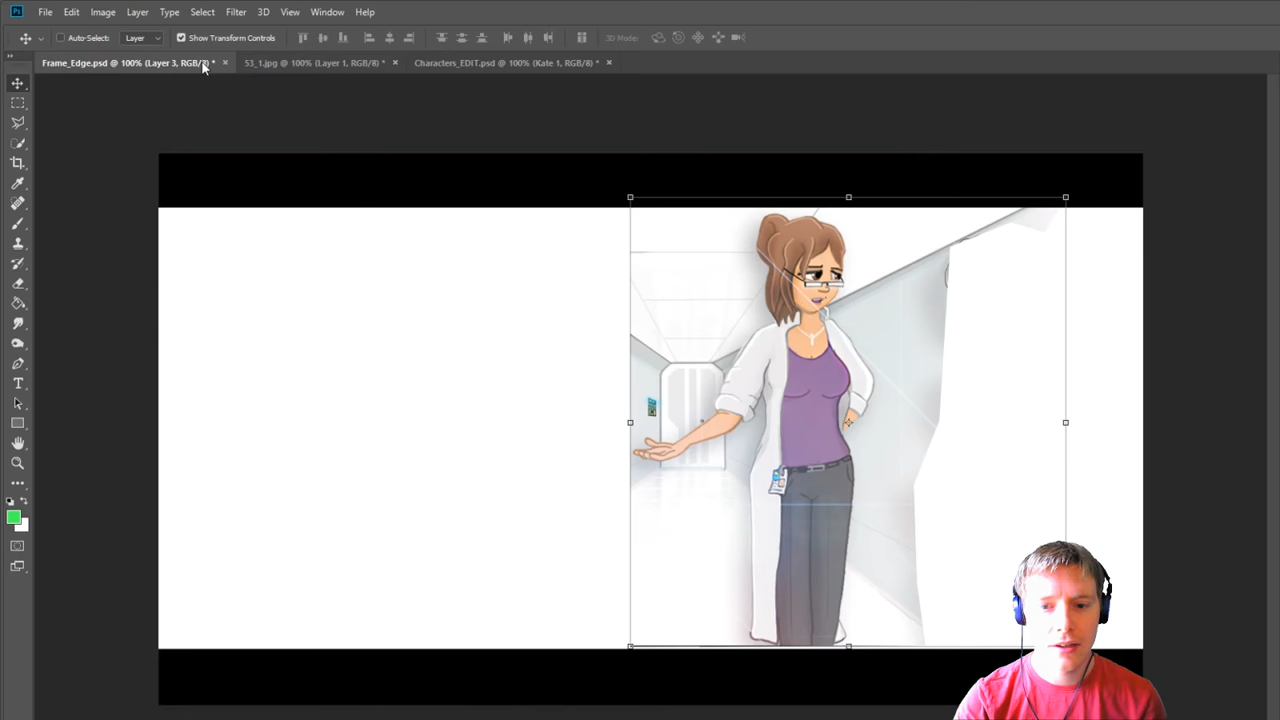 Ps File Edit Image Layer Type Select Filter 3D View Window Help
Auto-Select: Layer Show Transform Controls 3D Mode:
Frame_Edge.psd @ 100% (Layer 3, RGB/8) * × 53_1.jpg @ 100% (Layer 1, RGB/8) * × Characters_EDIT.psd @ 100% (Kate 1, RGB/8) * ×
T